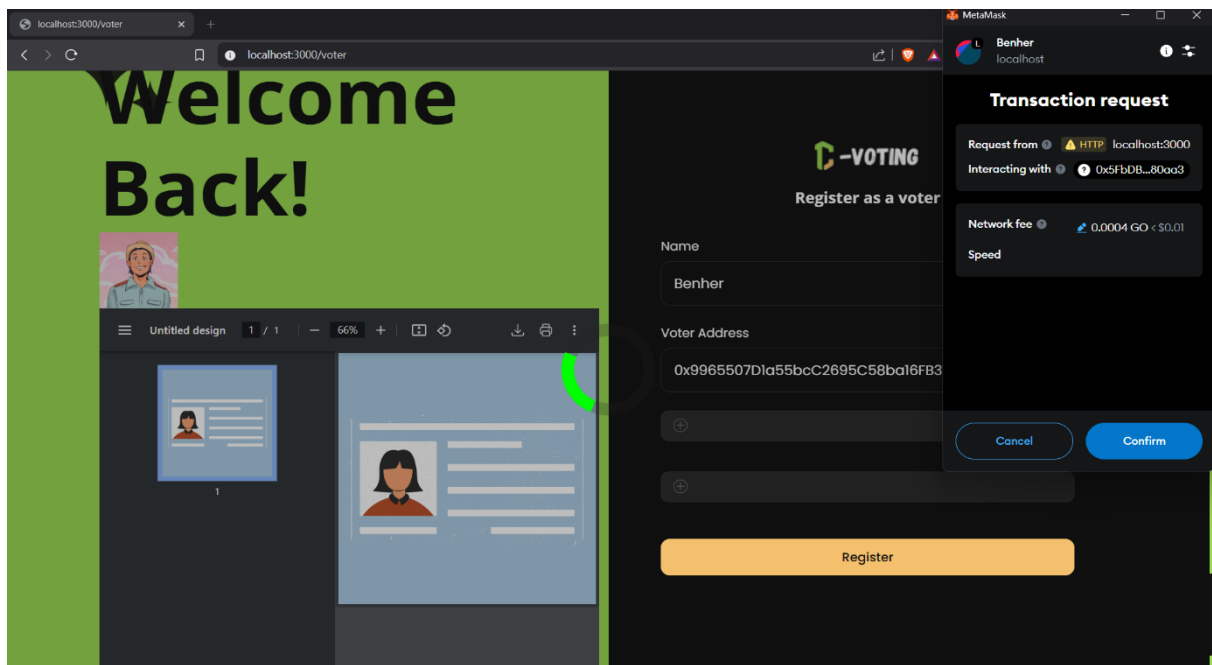 localhost:3000/voter
localhost:3000/voter
Welcome
Back!
Untitled design 1 / 1 66%
1
C-VOTING
Register as a voter
Name
Benher
Voter Address
0x9965507D1a55bcC2695C58ba16FB3
Register
MetaMask
L
Benher
localhost
Transaction request
Request from HTTP localhost:3000
Interacting with 0x5FbDB...80aa3
Network fee 0.0004 GO < $0.01
Speed
Cancel Confirm